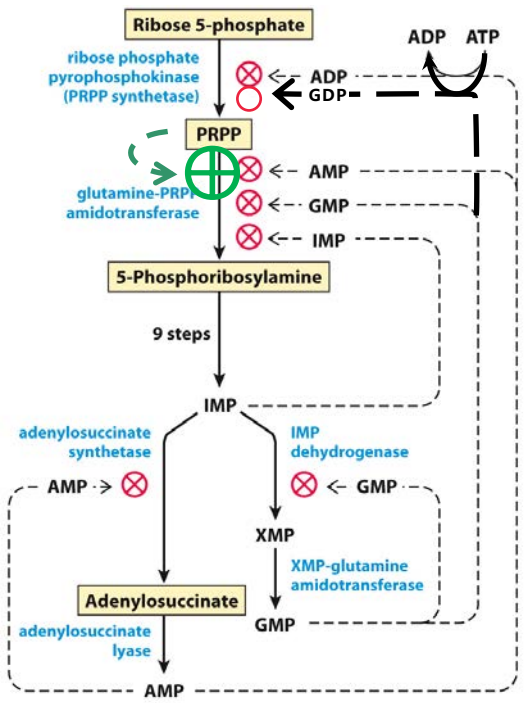 Ribose 5-phosphate
ADP ATP
ribose phosphate
pyrophosphokinase
(PRPP synthetase)
ADP
GDP
PRPP
AMP
glutamine-PRPP
amidotransferase
GMP
IMP
5-Phosphoribosylamine
9 steps
IMP
adenylosuccinate
synthetase
IMP
dehydrogenase
AMP
GMP
XMP
XMP-glutamine
amidotransferase
Adenylosuccinate
GMP
adenylosuccinate
lyase
AMP